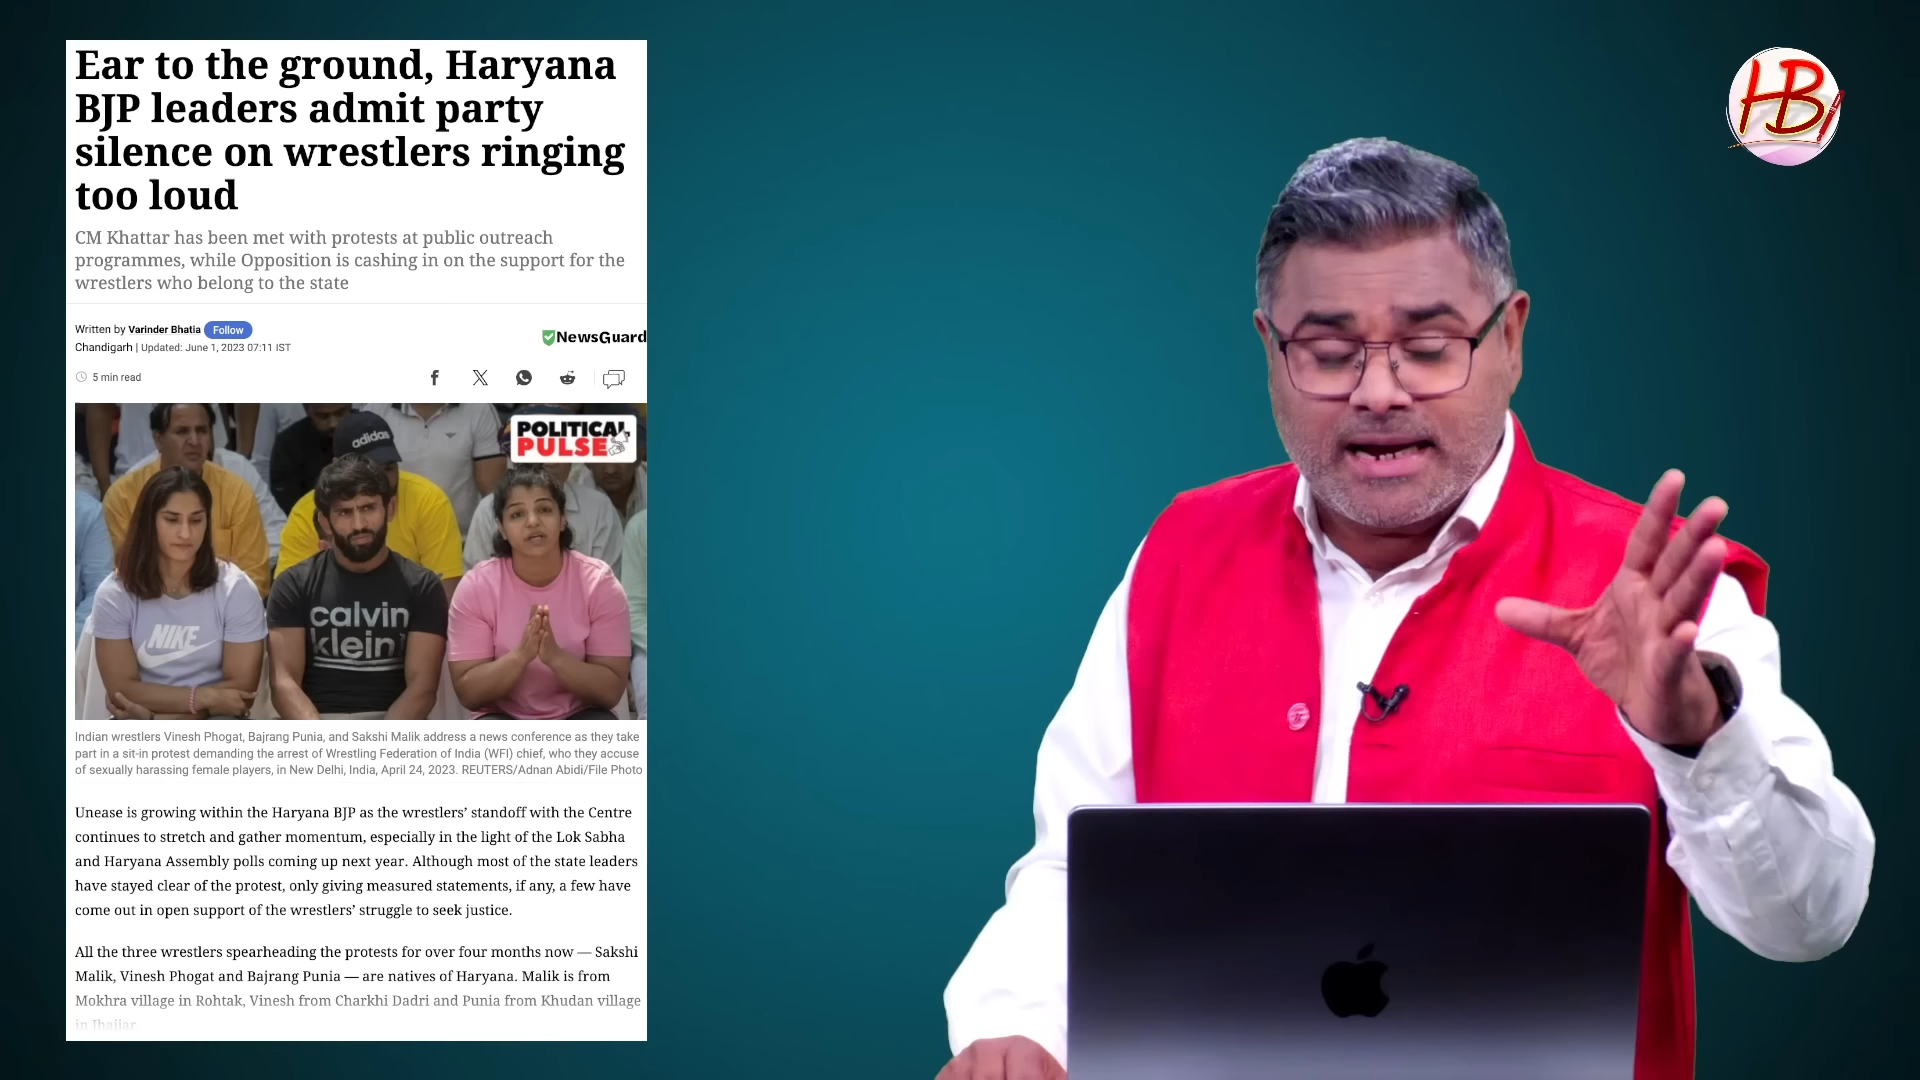 Ear to the ground, Haryana
BJP leaders admit party
silence on wrestlers ringing
too loud
CM Khattar has been met with protests at public outreach
programmes, while Opposition is cashing in on the support for the
wrestlers who belong to the state
Written by Varinder Bhatia Follow
Chandigarh | Updated: June 1, 2023 07:11 IST
NewsGuard
5 min read
POLITICAL
PULSE
adidas
NIKE
calvin
klein
Indian wrestlers Vinesh Phogat, Bajrang Punia, and Sakshi Malik address a news conference as they take
part in a sit-in protest demanding the arrest of Wrestling Federation of India (WFI) chief, who they accuse
of sexually harassing female players, in New Delhi, India, April 24, 2023. REUTERS/Adnan Abidi/File Photo
Unease is growing within the Haryana BJP as the wrestlers’ standoff with the Centre
continues to stretch and gather momentum, especially in the light of the Lok Sabha
and Haryana Assembly polls coming up next year. Although most of the state leaders
have stayed clear of the protest, only giving measured statements, if any, a few have
come out in open support of the wrestlers’ struggle to seek justice.
All the three wrestlers spearheading the protests for over four months now — Sakshi
Malik, Vinesh Phogat and Bajrang Punia — are natives of Haryana. Malik is from
Mokhra village in Rohtak, Vinesh from Charkhi Dadri and Punia from Khudan village
in Jhajjar.
HB